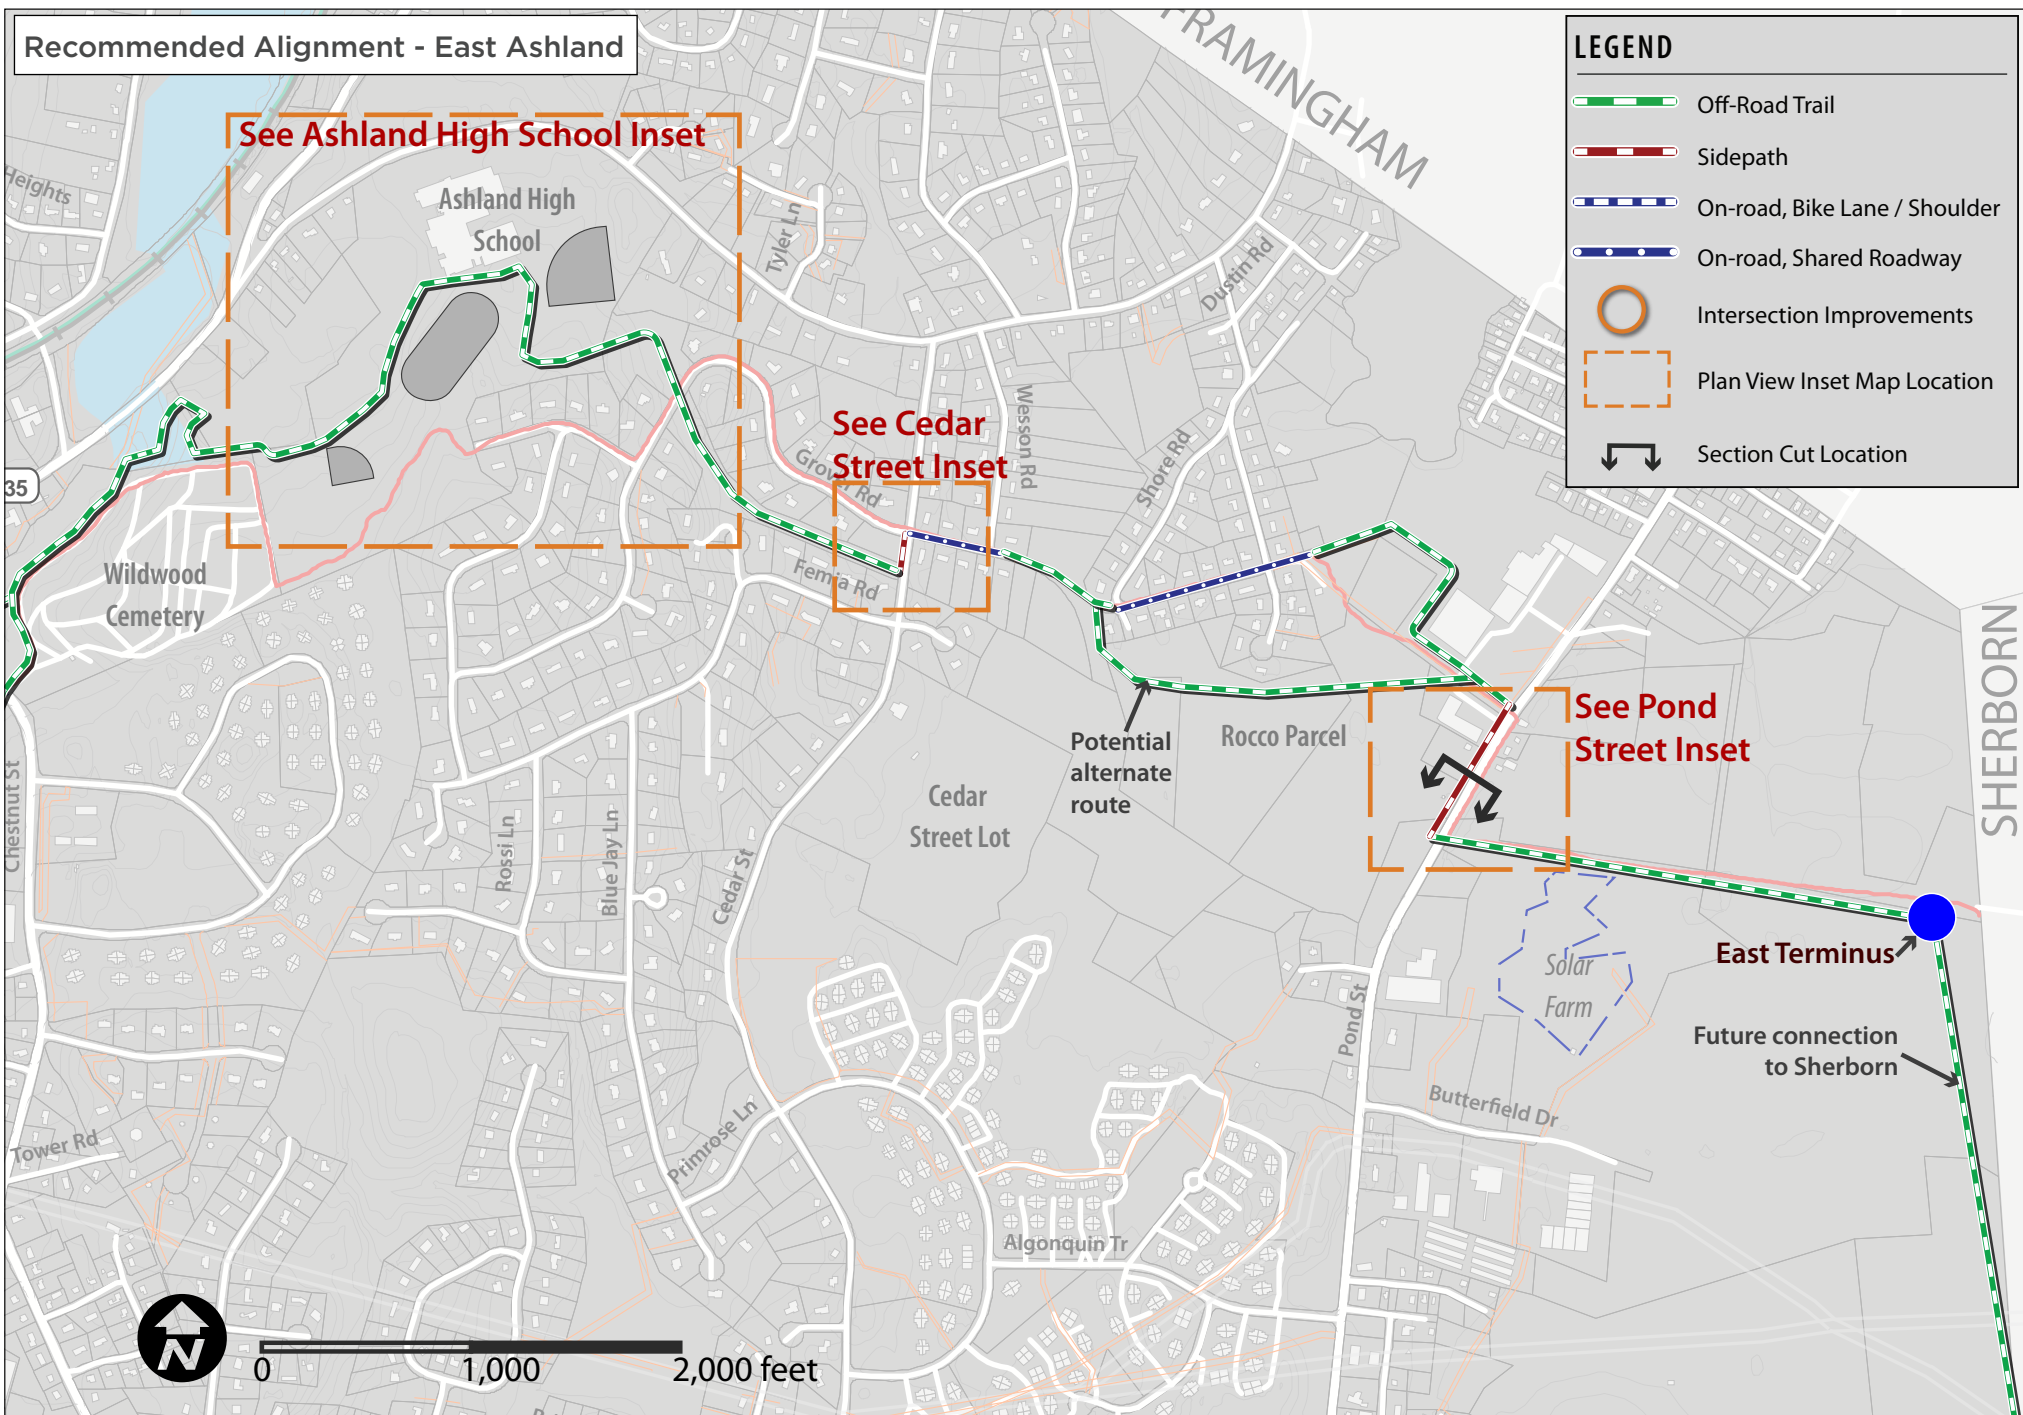 Recommended Alignment - East Ashland
FRAMINGHAM
LEGEND
Off-Road Trail
Sidepath
On-road, Bike Lane / Shoulder
On-road, Shared Roadway
Intersection Improvements
Plan View Inset Map Location
Section Cut Location
See Ashland High School Inset
Heights
Ashland High
School
Tyler Ln
Dustin Rd
See Cedar
Street Inset
Wesson Rd
Grover Rd
Shore Rd
35
Wildwood
Cemetery
Femia Rd
SHERBORN
See Pond
Street Inset
Potential
alternate
route
Rocco Parcel
Cedar
Street Lot
Chestnut St
Rossi Ln
Blue Jay Ln
Cedar St
East Terminus
Solar
Farm
Pond St
Future connection
to Sherborn
Butterfield Dr
Tower Rd
Primrose Ln
Algonquin Tr
N
0 1,000 2,000 feet